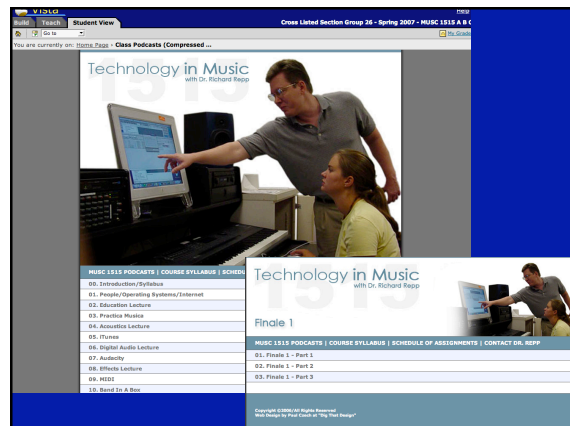 Vista
Help
Build Teach Student View
Cross Listed Section Group 26 - Spring 2007 - MUSC 1515 A B C
Go to
My Grade
You are currently on: Home Page › Class Podcasts (Compressed ...
1515
Technology in Music
with Dr. Richard Repp
MUSC 1515 PODCASTS | COURSE SYLLABUS | SCHEDU
00. Introduction/Syllabus
01. People/Operating Systems/Internet
02. Education Lecture
03. Practica Musica
04. Acoustics Lecture
05. iTunes
06. Digital Audio Lecture
07. Audacity
08. Effects Lecture
09. MIDI
10. Band In A Box
1515
Technology in Music
with Dr. Richard Repp
Finale 1
MUSC 1515 PODCASTS | COURSE SYLLABUS | SCHEDULE OF ASSIGNMENTS | CONTACT DR. REPP
01. Finale 1 - Part 1
02. Finale 1 - Part 2
03. Finale 1 - Part 3
Copyright ©2006/All Rights Reserved
Web Design by Paul Cooch at "Dig That Design"